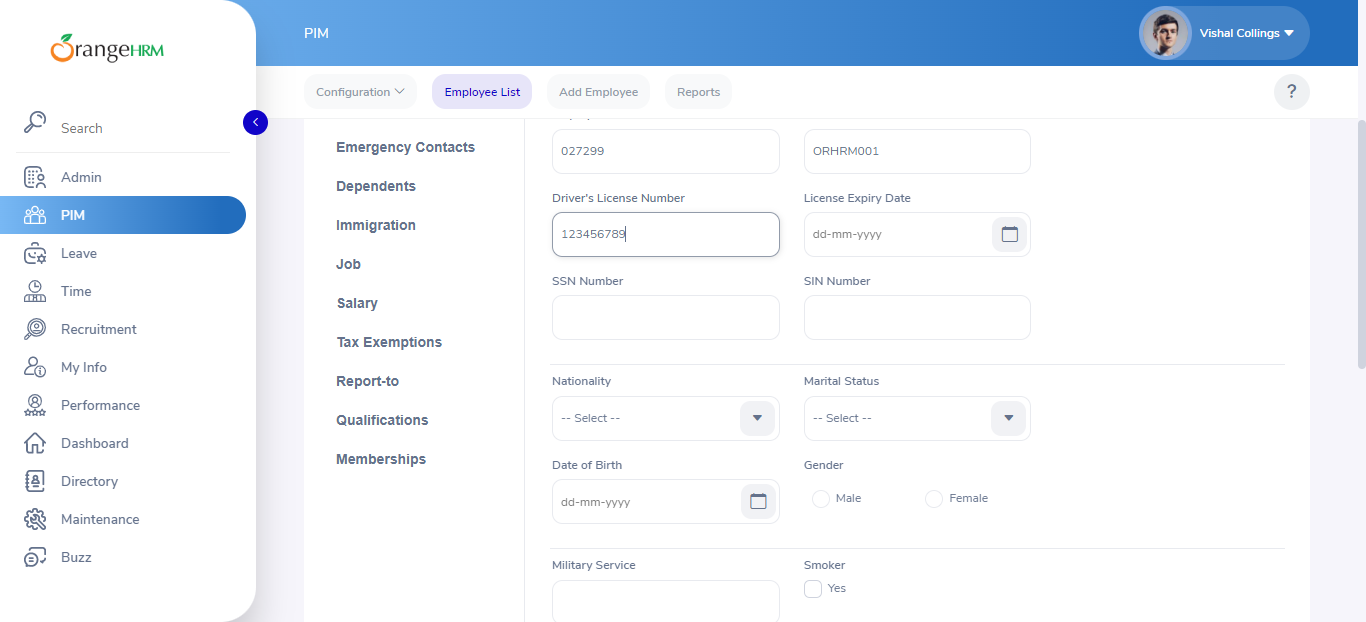 OrangeHRM
PIM
Vishal Collings
Configuration
Employee List
Add Employee
Reports
?
Search
Admin
PIM
Leave
Time
Recruitment
My Info
Performance
Dashboard
Directory
Maintenance
Buzz
Emergency Contacts
Dependents
Immigration
Job
Salary
Tax Exemptions
Report-to
Qualifications
Memberships
027299
ORHRM001
Driver's License Number
License Expiry Date
123456789
dd-mm-yyyy
SSN Number
SIN Number
Nationality
Marital Status
-- Select --
-- Select --
Date of Birth
Gender
dd-mm-yyyy
Male
Female
Military Service
Smoker
Yes